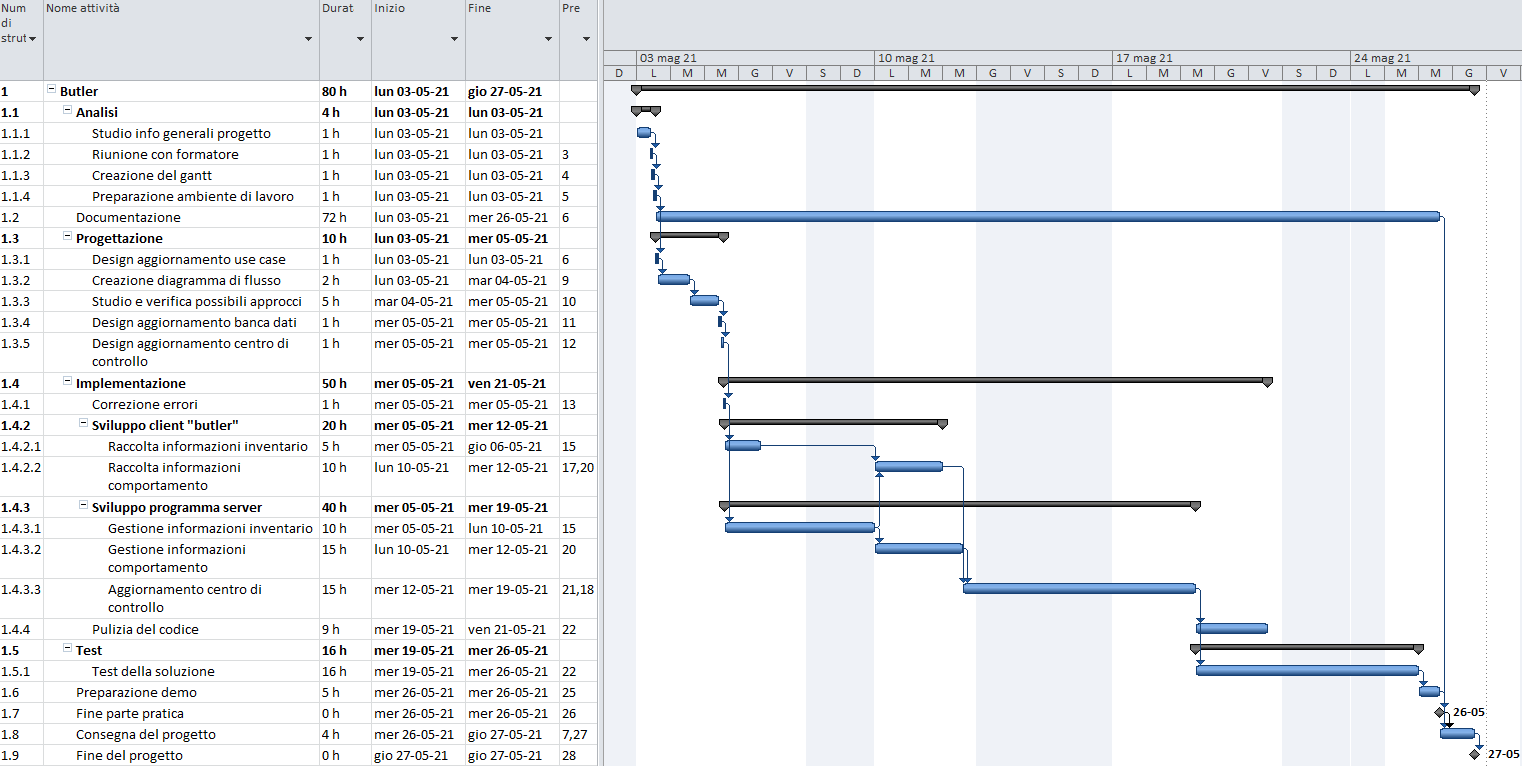 Num di strut Nome attività Durat Inizio Fine Pre
03 mag 21 10 mag 21 17 mag 21 24 mag 21
D L M M G V S D L M M G V S D L M M G V S D L M M G V
1 Butler 80 h lun 03-05-21 gio 27-05-21
1.1 Analisi 4 h lun 03-05-21 lun 03-05-21
1.1.1 Studio info generali progetto 1 h lun 03-05-21 lun 03-05-21
1.1.2 Riunione con formatore 1 h lun 03-05-21 lun 03-05-21 3
1.1.3 Creazione del gantt 1 h lun 03-05-21 lun 03-05-21 4
1.1.4 Preparazione ambiente di lavoro 1 h lun 03-05-21 lun 03-05-21 5
1.2 Documentazione 72 h lun 03-05-21 mer 26-05-21 6
1.3 Progettazione 10 h lun 03-05-21 mer 05-05-21
1.3.1 Design aggiornamento use case 1 h lun 03-05-21 lun 03-05-21 6
1.3.2 Creazione diagramma di flusso 2 h lun 03-05-21 mar 04-05-21 9
1.3.3 Studio e verifica possibili approcci 5 h mar 04-05-21 mer 05-05-21 10
1.3.4 Design aggiornamento banca dati 1 h mer 05-05-21 mer 05-05-21 11
1.3.5 Design aggiornamento centro di controllo 1 h mer 05-05-21 mer 05-05-21 12
1.4 Implementazione 50 h mer 05-05-21 ven 21-05-21
1.4.1 Correzione errori 1 h mer 05-05-21 mer 05-05-21 13
1.4.2 Sviluppo client "butler" 20 h mer 05-05-21 mer 12-05-21
1.4.2.1 Raccolta informazioni inventario 5 h mer 05-05-21 gio 06-05-21 15
1.4.2.2 Raccolta informazioni comportamento 10 h lun 10-05-21 mer 12-05-21 17,20
1.4.3 Sviluppo programma server 40 h mer 05-05-21 mer 19-05-21
1.4.3.1 Gestione informazioni inventario 10 h mer 05-05-21 lun 10-05-21 15
1.4.3.2 Gestione informazioni comportamento 15 h lun 10-05-21 mer 12-05-21 20
1.4.3.3 Aggiornamento centro di controllo 15 h mer 12-05-21 mer 19-05-21 21,18
1.4.4 Pulizia del codice 9 h mer 19-05-21 ven 21-05-21 22
1.5 Test 16 h mer 19-05-21 mer 26-05-21
1.5.1 Test della soluzione 16 h mer 19-05-21 mer 26-05-21 22
1.6 Preparazione demo 5 h mer 26-05-21 mer 26-05-21 25
1.7 Fine parte pratica 0 h mer 26-05-21 mer 26-05-21 26 26-05
1.8 Consegna del progetto 4 h mer 26-05-21 gio 27-05-21 7,27
1.9 Fine del progetto 0 h gio 27-05-21 gio 27-05-21 28 27-05